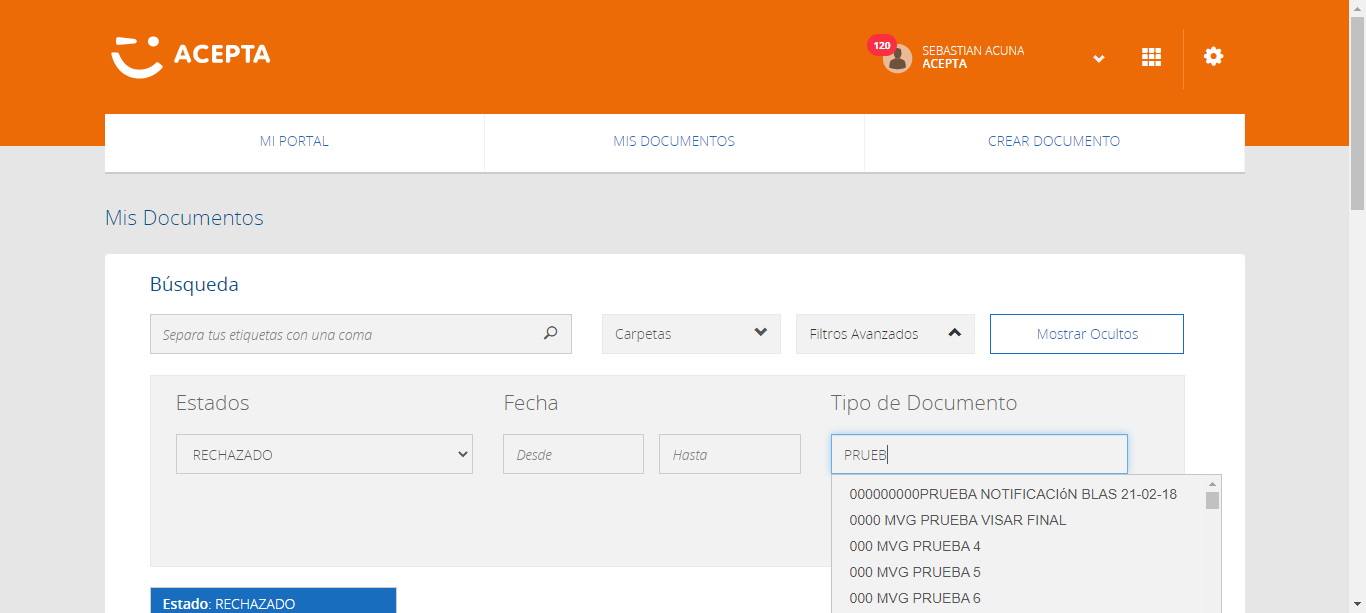 ACEPTA
120
SEBASTIAN ACUNA
ACEPTA
MI PORTAL
MIS DOCUMENTOS
CREAR DOCUMENTO
Mis Documentos
Búsqueda
Separa tus etiquetas con una coma
Carpetas
Filtros Avanzados
Mostrar Ocultos
Estados
Fecha
Tipo de Documento
RECHAZADO
Desde
Hasta
PRUEB
000000000PRUEBA NOTIFICACIóN BLAS 21-02-18
0000 MVG PRUEBA VISAR FINAL
000 MVG PRUEBA 4
000 MVG PRUEBA 5
000 MVG PRUEBA 6
Estado: RECHAZADO